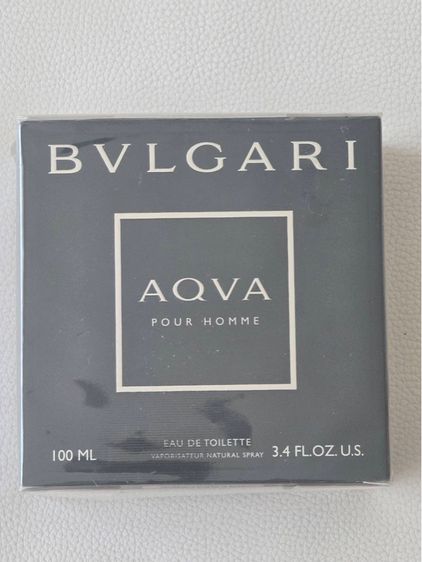 BVLGARI
AQVA
POUR HOMME
EAU DE TOILETTE
100 ML VAPORISATEUR NATURAL SPRAY 3.4 FL.OZ. U.S.